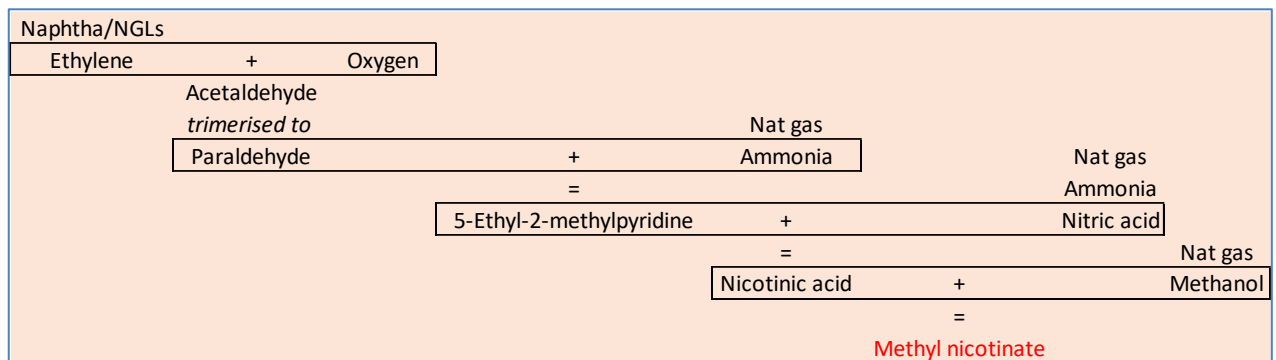 Naphtha/NGLs
Ethylene + Oxygen
Acetaldehyde
trimerised to Nat gas
Paraldehyde + Ammonia Nat gas
= Ammonia
5-Ethyl-2-methylpyridine + Nitric acid
= Nat gas
Nicotinic acid + Methanol
=
Methyl nicotinate